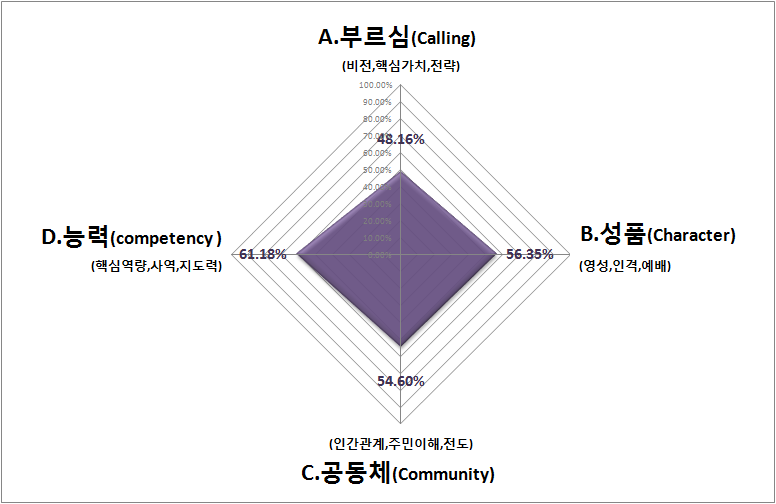 A.부르심(Calling)
(비전,핵심가치,전략)
100.00%
90.00%
80.00%
70.00%
48.16%
60.00%
50.00%
40.00%
30.00%
20.00%
10.00%
0.00%
D.능력(competency )
(핵심역량,사역,지도력)
61.18%
B.성품(Character)
56.35%
(영성,인격,예배)
54.60%
(인간관계,주민이해,전도)
C.공동체(Community)